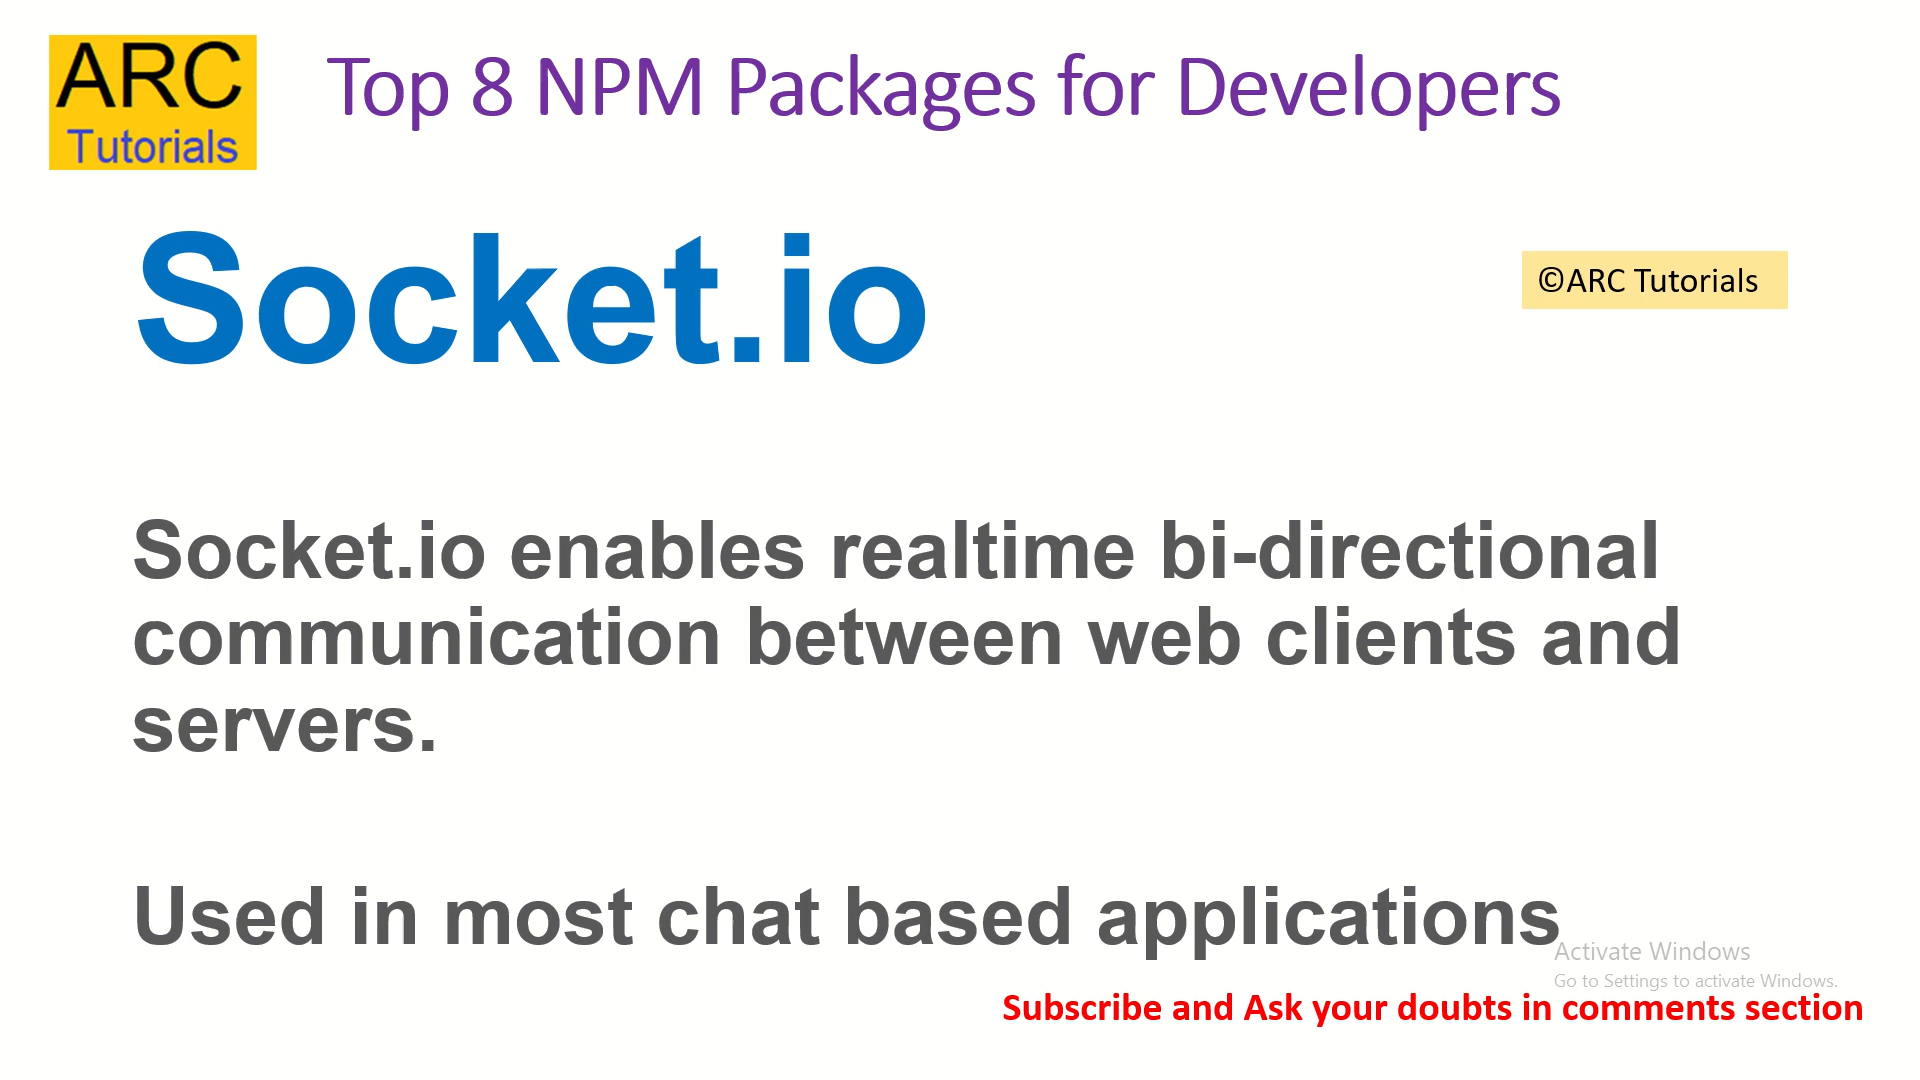 ARC
Tutorials
Top 8 NPM Packages for Developers
Socket.io
©ARC Tutorials
Socket.io enables realtime bi-directional
communication between web clients and
servers.
Used in most chat based applications
Activate Windows
Go to Settings to activate Windows.
Subscribe and Ask your doubts in comments section